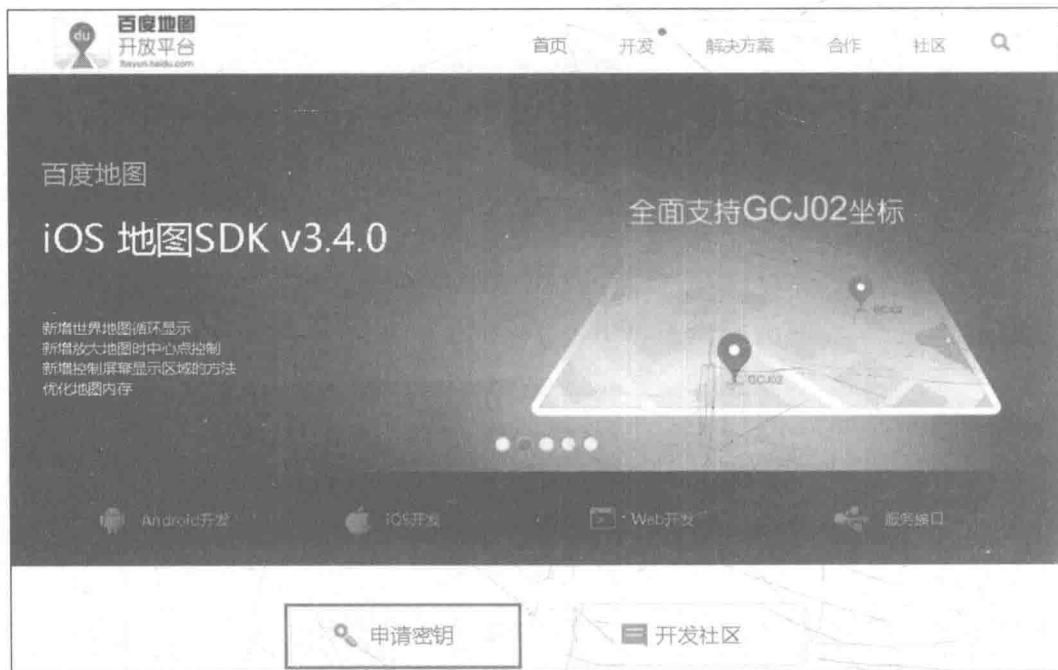 du
百度地图
开放平台
lbsyun.baidu.com
首页 开发 解决方案 合作 社区
百度地图
iOS 地图SDK v3.4.0
新增世界地图循环显示
新增放大地图时中心点控制
新增控制屏幕显示区域的方法
优化地图内存
全面支持GCJ02坐标
GCJ02
GCJ02
Android开发 iOS开发 Web开发 服务接口
申请密钥 开发社区